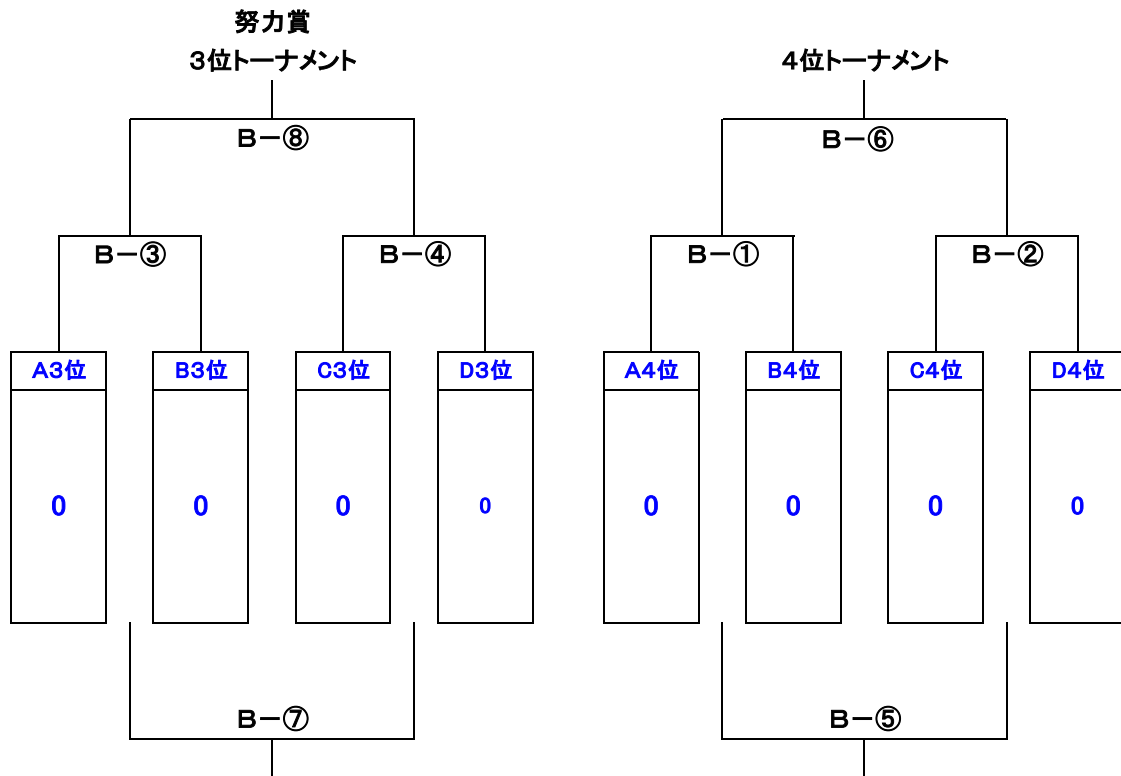 努力賞
３位トーナメント
４位トーナメント
Ｂ－⑧
Ｂ－⑥
Ｂ－③
Ｂ－④
Ｂ－①
Ｂ－②
A３位
B３位
C３位
D３位
A４位
B４位
C４位
D４位
0
0
0
0
0
0
0
0
Ｂ－⑦
Ｂ－⑤